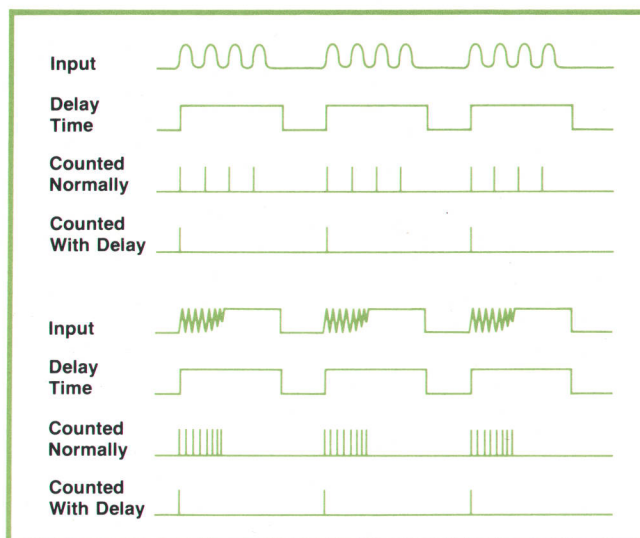 Input
Delay
Time
Counted
Normally
Counted
With Delay
Input
Delay
Time
Counted
Normally
Counted
With Delay